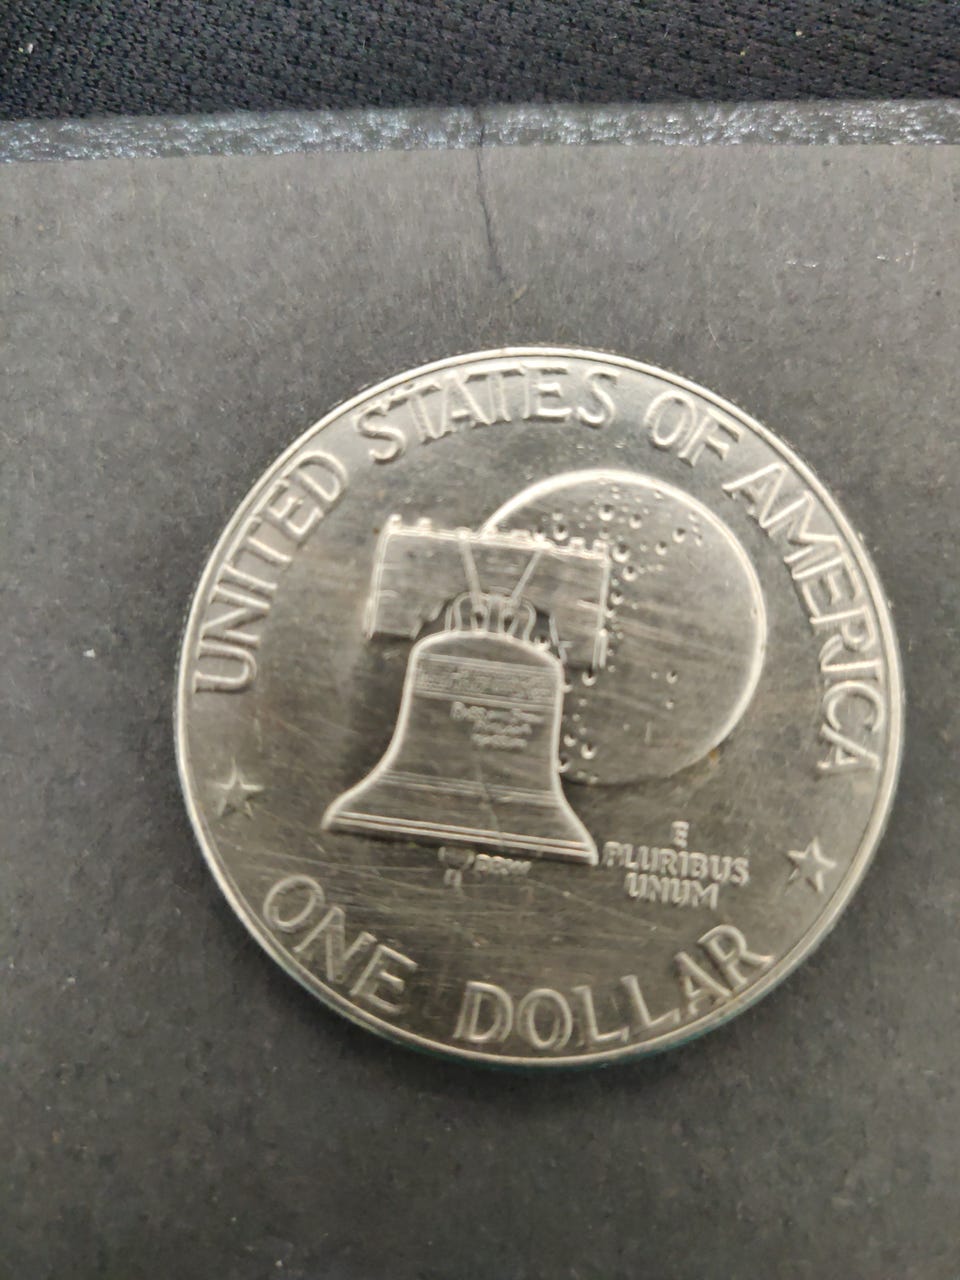 UNITED STATES OF AMERICA
E
PLURIBUS
UNUM
ONE DOLLAR